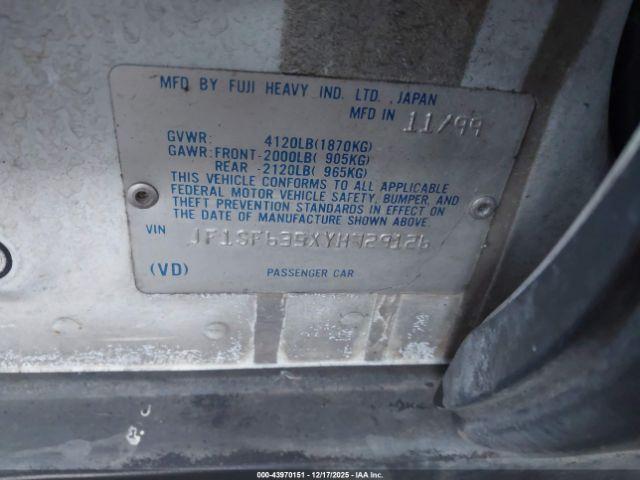 MFD BY FUJI HEAVY IND. LTD., JAPAN
MFD IN 11/99
GVWR: 4120LB(1870KG)
GAWR:FRONT-2000LB( 905KG)
REAR -2120LB( 965KG)
THIS VEHICLE CONFORMS TO ALL APPLICABLE
FEDERAL MOTOR VEHICLE SAFETY, BUMPER, AND
THEFT PREVENTION STANDARDS IN EFFECT ON
THE DATE OF MANUFACTURE SHOWN ABOVE.
VIN JF1SF635XYH729126
(VD) PASSENGER CAR
000-43970151 - 12/17/2025 - IAAI, Inc.